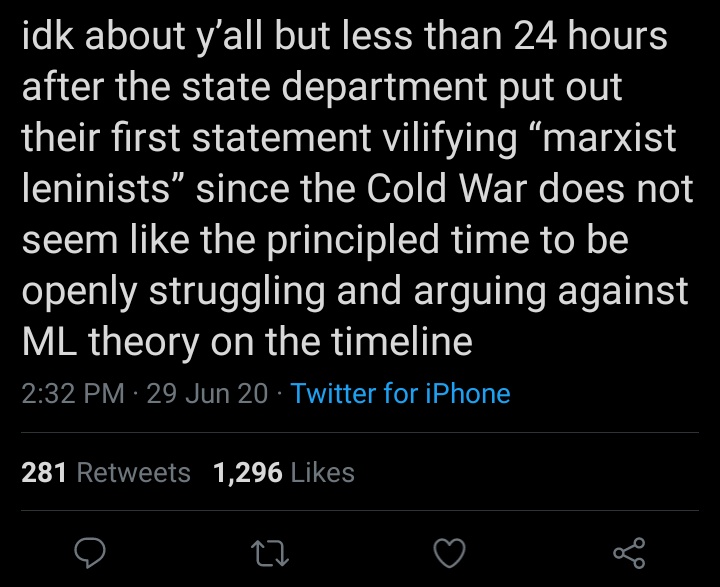 idk about y’all but less than 24 hours
after the state department put out
their first statement vilifying “marxist
leninists” since the Cold War does not
seem like the principled time to be
openly struggling and arguing against
ML theory on the timeline
2:32 PM · 29 Jun 20 · Twitter for iPhone
281 Retweets 1,296 Likes